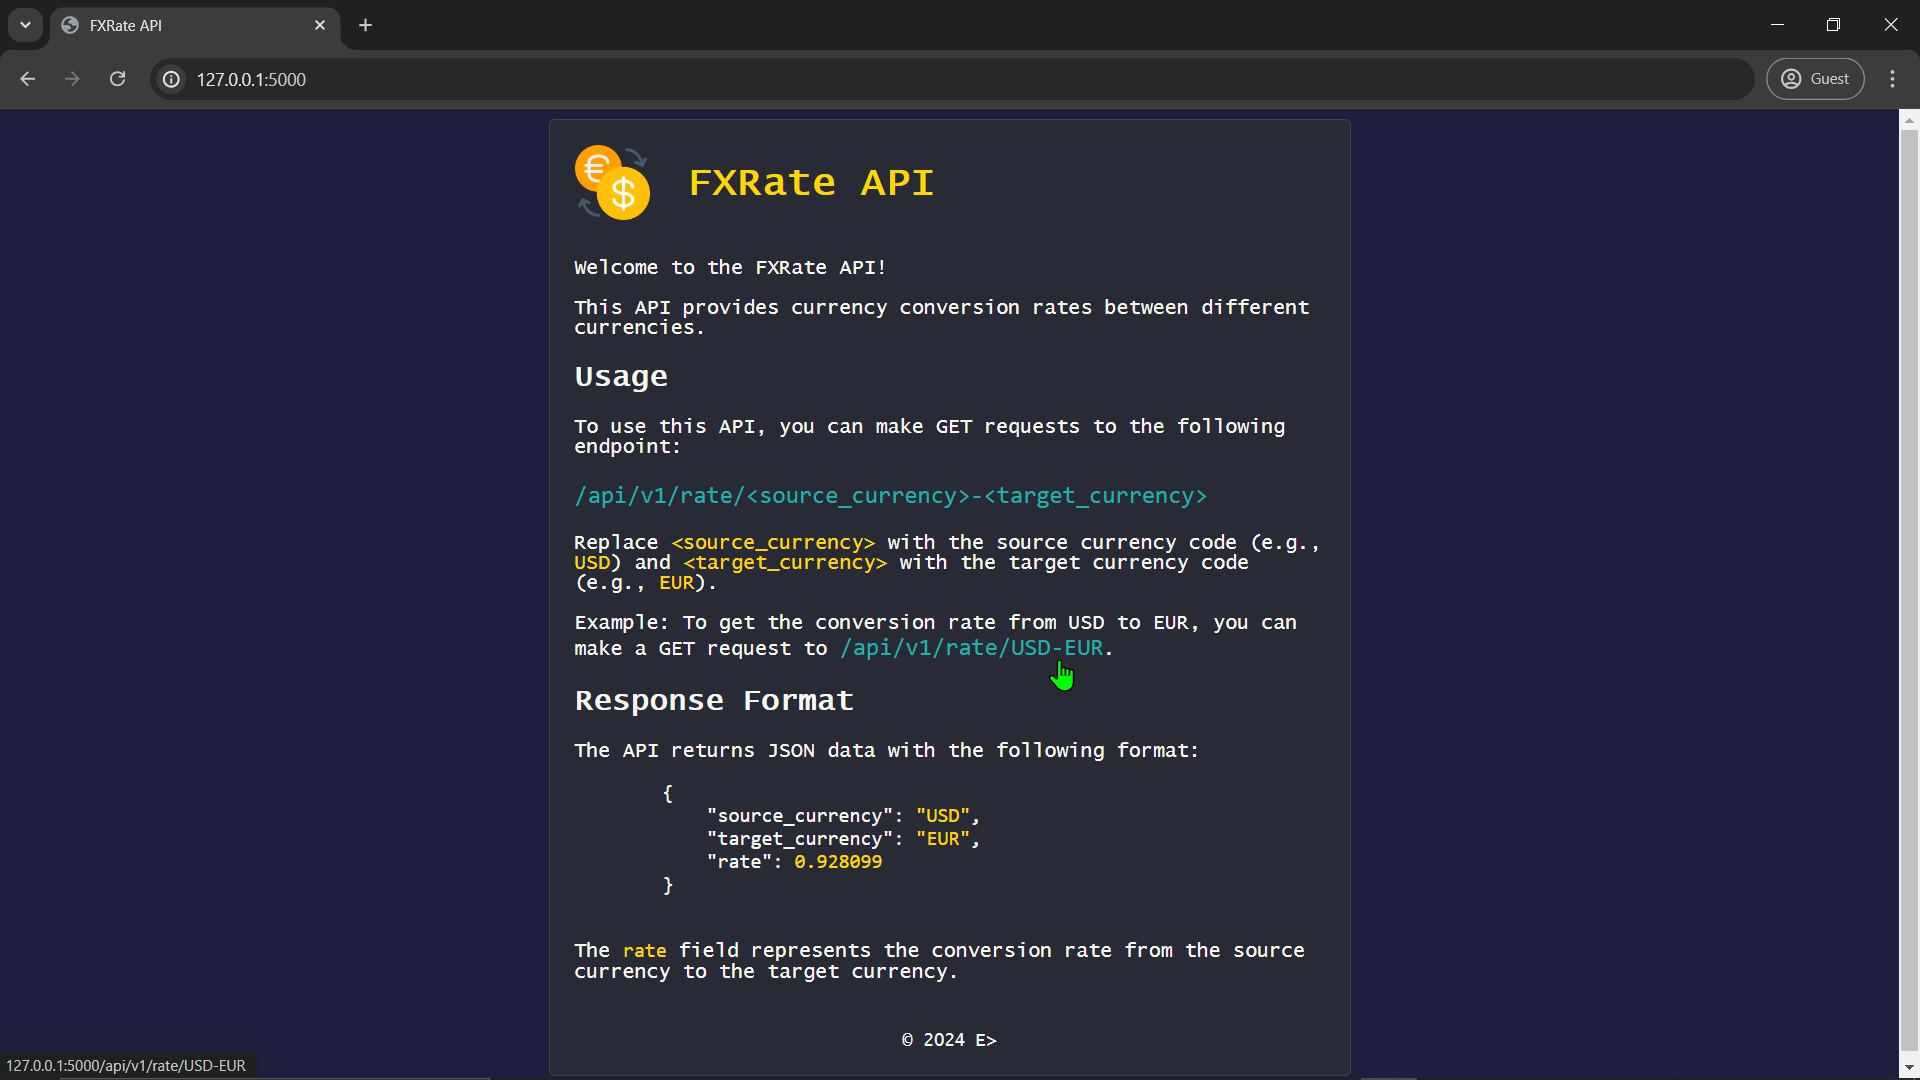 FXRate API
127.0.0.1:5000
Guest
€
$
FXRate API
Welcome to the FXRate API!
This API provides currency conversion rates between different
currencies.
Usage
To use this API, you can make GET requests to the following
endpoint:
/api/v1/rate/<source_currency>-<target_currency>
Replace <source_currency> with the source currency code (e.g.,
USD) and <target_currency> with the target currency code
(e.g., EUR).
Example: To get the conversion rate from USD to EUR, you can
make a GET request to /api/v1/rate/USD-EUR.
Response Format
The API returns JSON data with the following format:
{
"source_currency": "USD",
"target_currency": "EUR",
"rate": 0.928099
}
The rate field represents the conversion rate from the source
currency to the target currency.
© 2024 E>
127.0.0.1:5000/api/v1/rate/USD-EUR